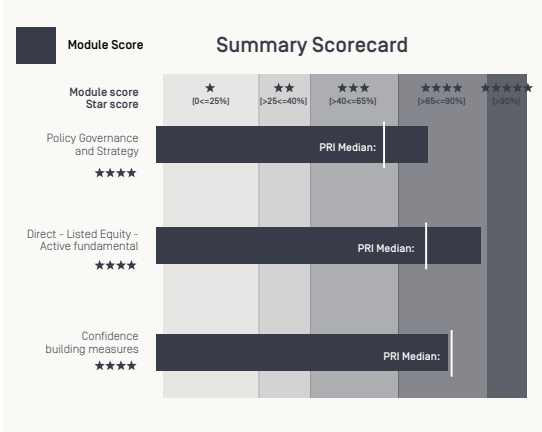 Module Score
Summary Scorecard
Module score
Star score
★
★★
★★★
★★★★
★★★★★
[0<=25%]
[>25<=40%]
[>40<=65%]
[>65<=90%]
[>90%]
Policy Governance
and Strategy
★★★★
PRI Median:
Direct - Listed Equity -
Active fundamental
★★★★
PRI Median:
Confidence
building measures
★★★★
PRI Median: